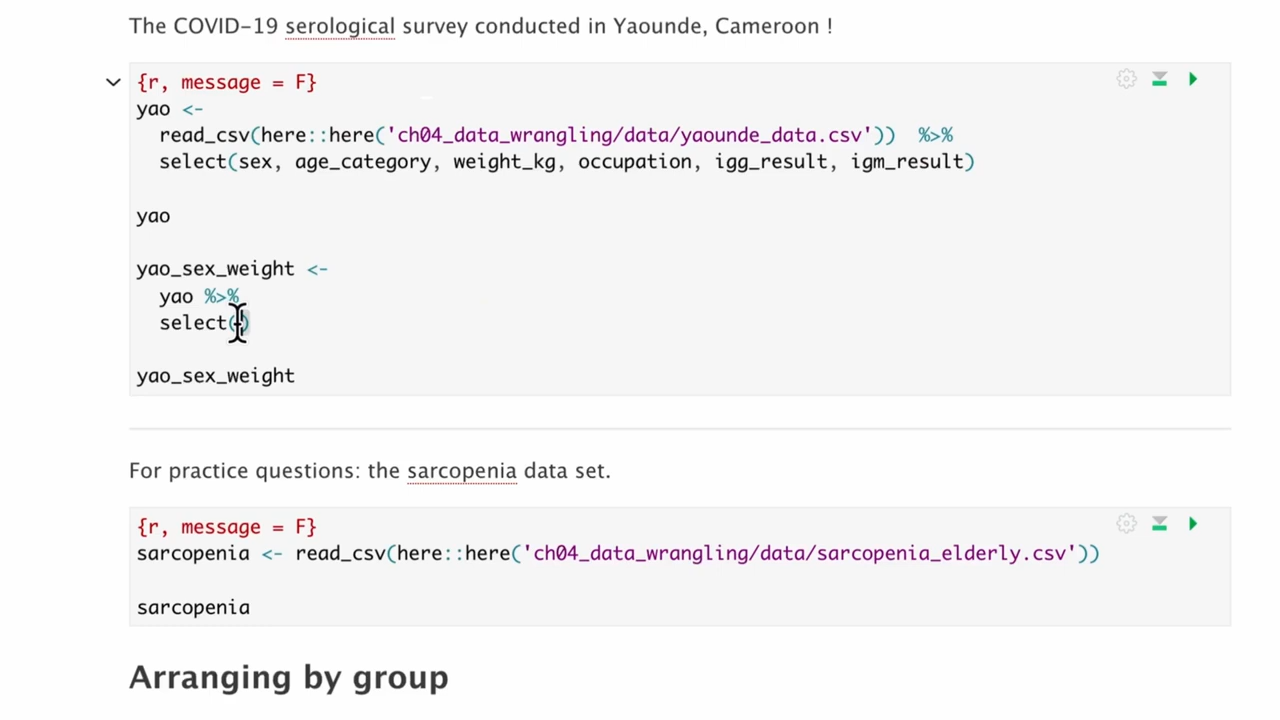 The COVID-19 serological survey conducted in Yaounde, Cameroon !
{r, message = F}
yao <-
read_csv(here::here('ch04_data_wrangling/data/yaounde_data.csv')) %>%
select(sex, age_category, weight_kg, occupation, igg_result, igm_result)
yao
yao_sex_weight <-
yao %>%
select()
yao_sex_weight
For practice questions: the sarcopenia data set.
{r, message = F}
sarcopenia <- read_csv(here::here('ch04_data_wrangling/data/sarcopenia_elderly.csv'))
sarcopenia
Arranging by group